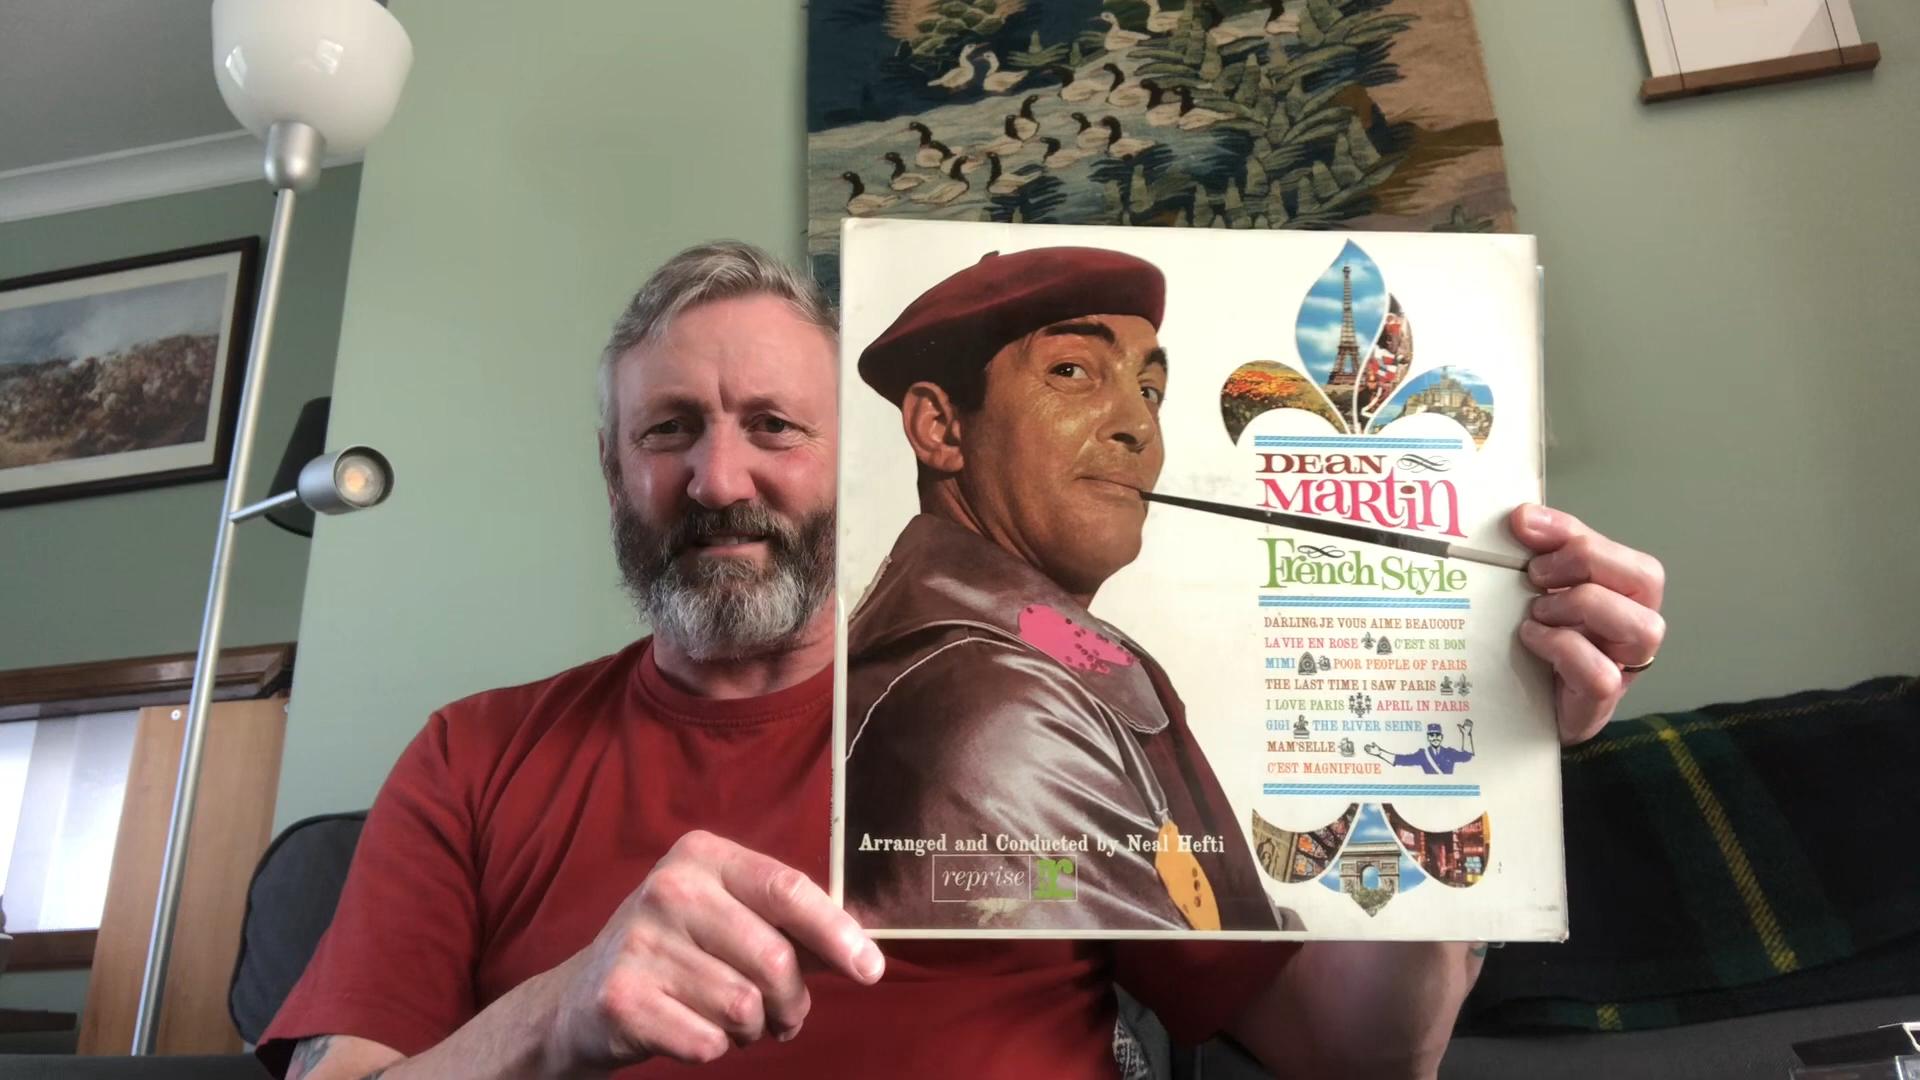 DEAN
MARTIN
French Style
DARLING, JE VOUS AIME BEAUCOUP
LA VIE EN ROSE C'EST SI BON
MIMI POOR PEOPLE OF PARIS
THE LAST TIME I SAW PARIS
I LOVE PARIS APRIL IN PARIS
GIGI THE RIVER SEINE
MAM'SELLE
C'EST MAGNIFIQUE
Arranged and Conducted by Neal Hefti
reprise r